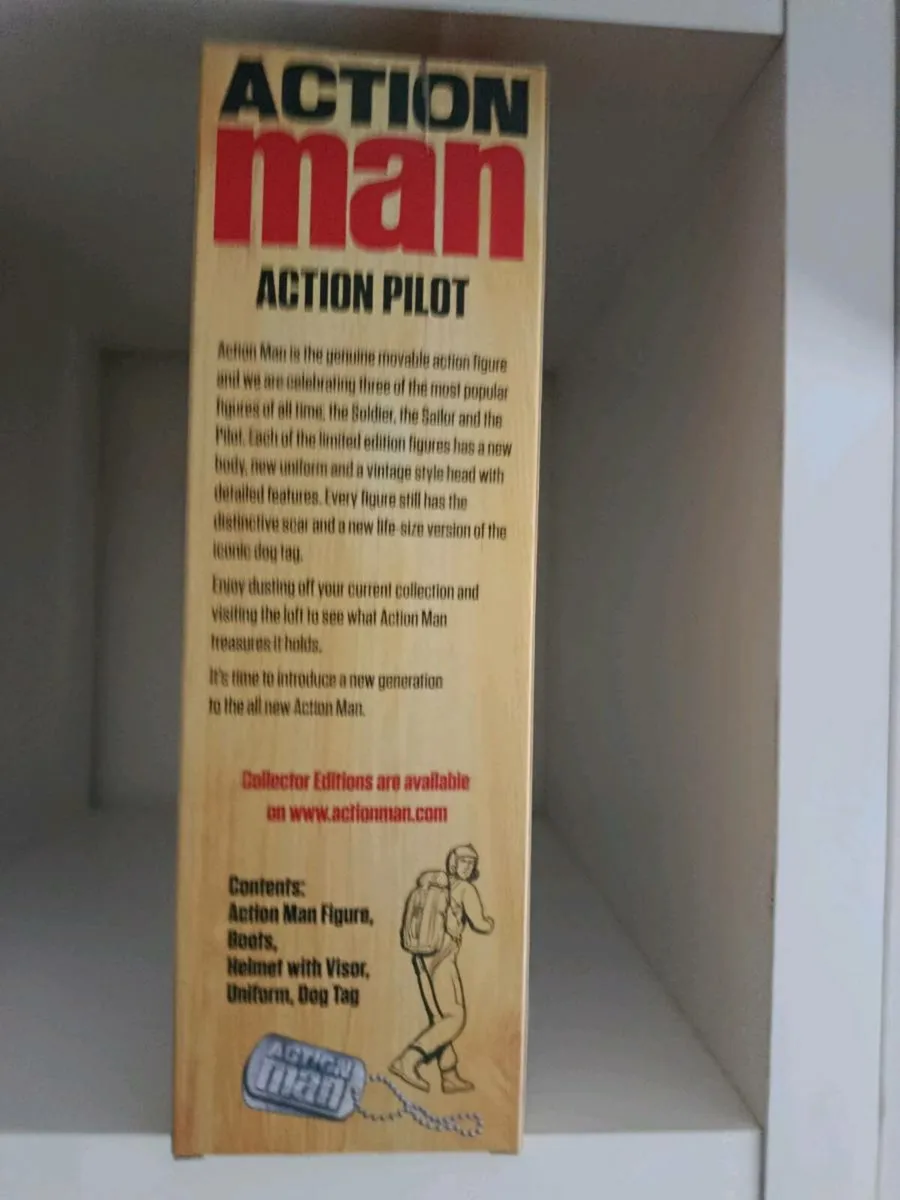 ACTION
man
ACTION PILOT
Action Man is the genuine movable action figure
and we are celebrating three of the most popular
figures of all time, the Soldier, the Sailor and the
Pilot. Each of the limited edition figures has a new
body, new uniform and a vintage style head with
detailed features. Every figure still has the
distinctive scar and a new life-size version of the
iconic dog tag.
Enjoy dusting off your current collection and
visiting the loft to see what Action Man
treasures it holds.
It's time to introduce a new generation
to the all new Action Man.
Collector Editions are available
on www.actionman.com
Contents:
Action Man Figure,
Boots,
Helmet with Visor,
Uniform, Dog Tag
ACTION
man